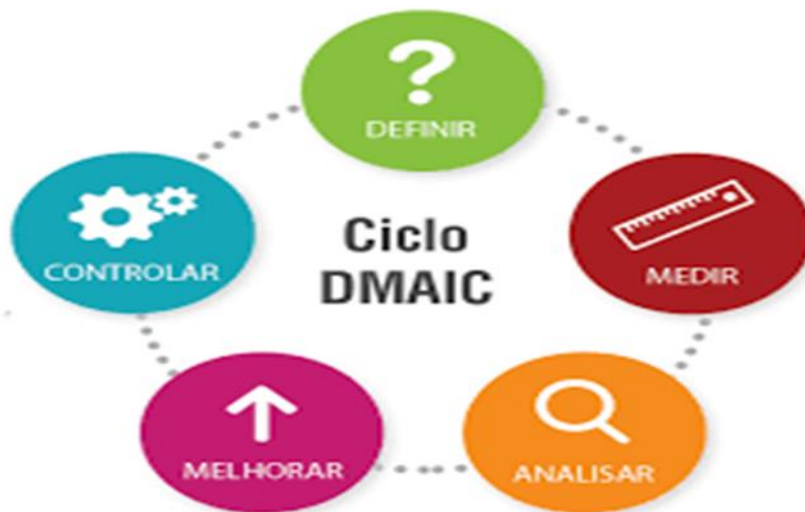 ?
DEFINIR
CONTROLAR
Ciclo
DMAIC
MEDIR
MELHORAR
ANALISAR